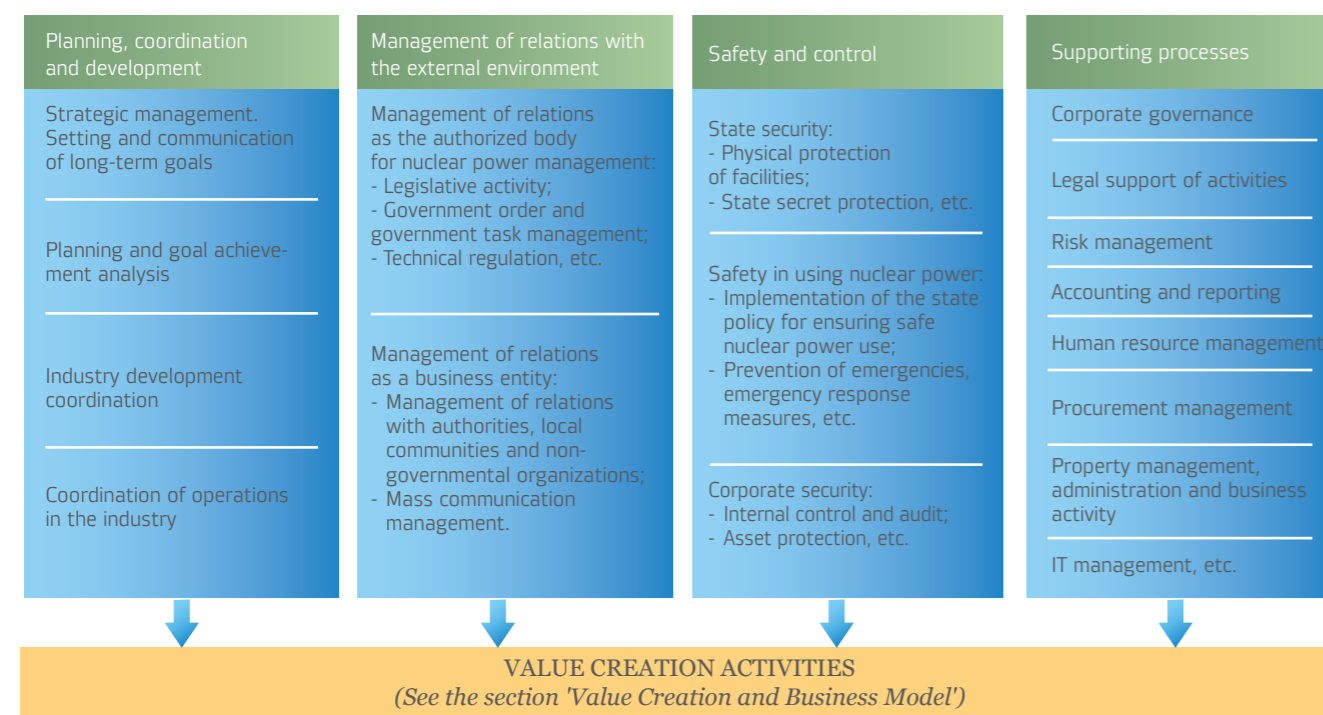 Planning, coordination
and development
Strategic management.
Setting and communication
of long-term goals
Planning and goal achieve-
ment analysis
Industry development
coordination
Coordination of operations
in the industry
Management of relations with
the external environment
Management of relations
as the authorized body
for nuclear power management:
- Legislative activity;
- Government order and
government task management;
- Technical regulation, etc.
Management of relations
as a business entity:
- Management of relations
with authorities, local
communities and non-
governmental organizations;
- Mass communication
management.
Safety and control
State security:
- Physical protection
of facilities;
- State secret protection, etc.
Safety in using nuclear power:
- Implementation of the state
policy for ensuring safe
nuclear power use;
- Prevention of emergencies,
emergency response
measures, etc.
Corporate security:
- Internal control and audit;
- Asset protection, etc.
Supporting processes
Corporate governance
Legal support of activities
Risk management
Accounting and reporting
Human resource management
Procurement management
Property management,
administration and business
activity
IT management, etc.
VALUE CREATION ACTIVITIES
(See the section 'Value Creation and Business Model')